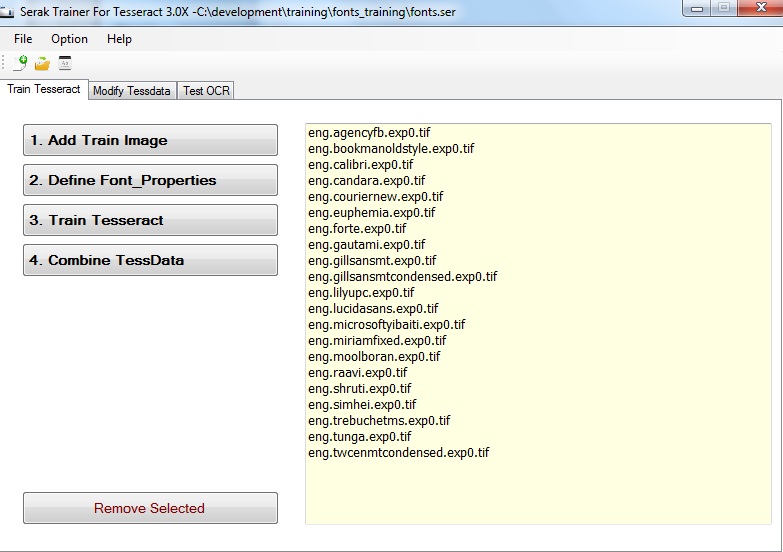 Serak Trainer For Tesseract 3.0X -C:\development\training\fonts_training\fonts.ser
File Option Help
Train Tesseract Modify Tessdata Test OCR
1. Add Train Image
2. Define Font_Properties
3. Train Tesseract
4. Combine TessData
Remove Selected
eng.agencyfb.exp0.tif
eng.bookmanoldstyle.exp0.tif
eng.calibri.exp0.tif
eng.candara.exp0.tif
eng.couriernew.exp0.tif
eng.euphemia.exp0.tif
eng.forte.exp0.tif
eng.gautami.exp0.tif
eng.gillsansmt.exp0.tif
eng.gillsansmtcondensed.exp0.tif
eng.lilyupc.exp0.tif
eng.lucidasans.exp0.tif
eng.microsoftyibaiti.exp0.tif
eng.miriamfixed.exp0.tif
eng.moolboran.exp0.tif
eng.raavi.exp0.tif
eng.shruti.exp0.tif
eng.simhei.exp0.tif
eng.trebuchetms.exp0.tif
eng.tunga.exp0.tif
eng.twcenmtcondensed.exp0.tif